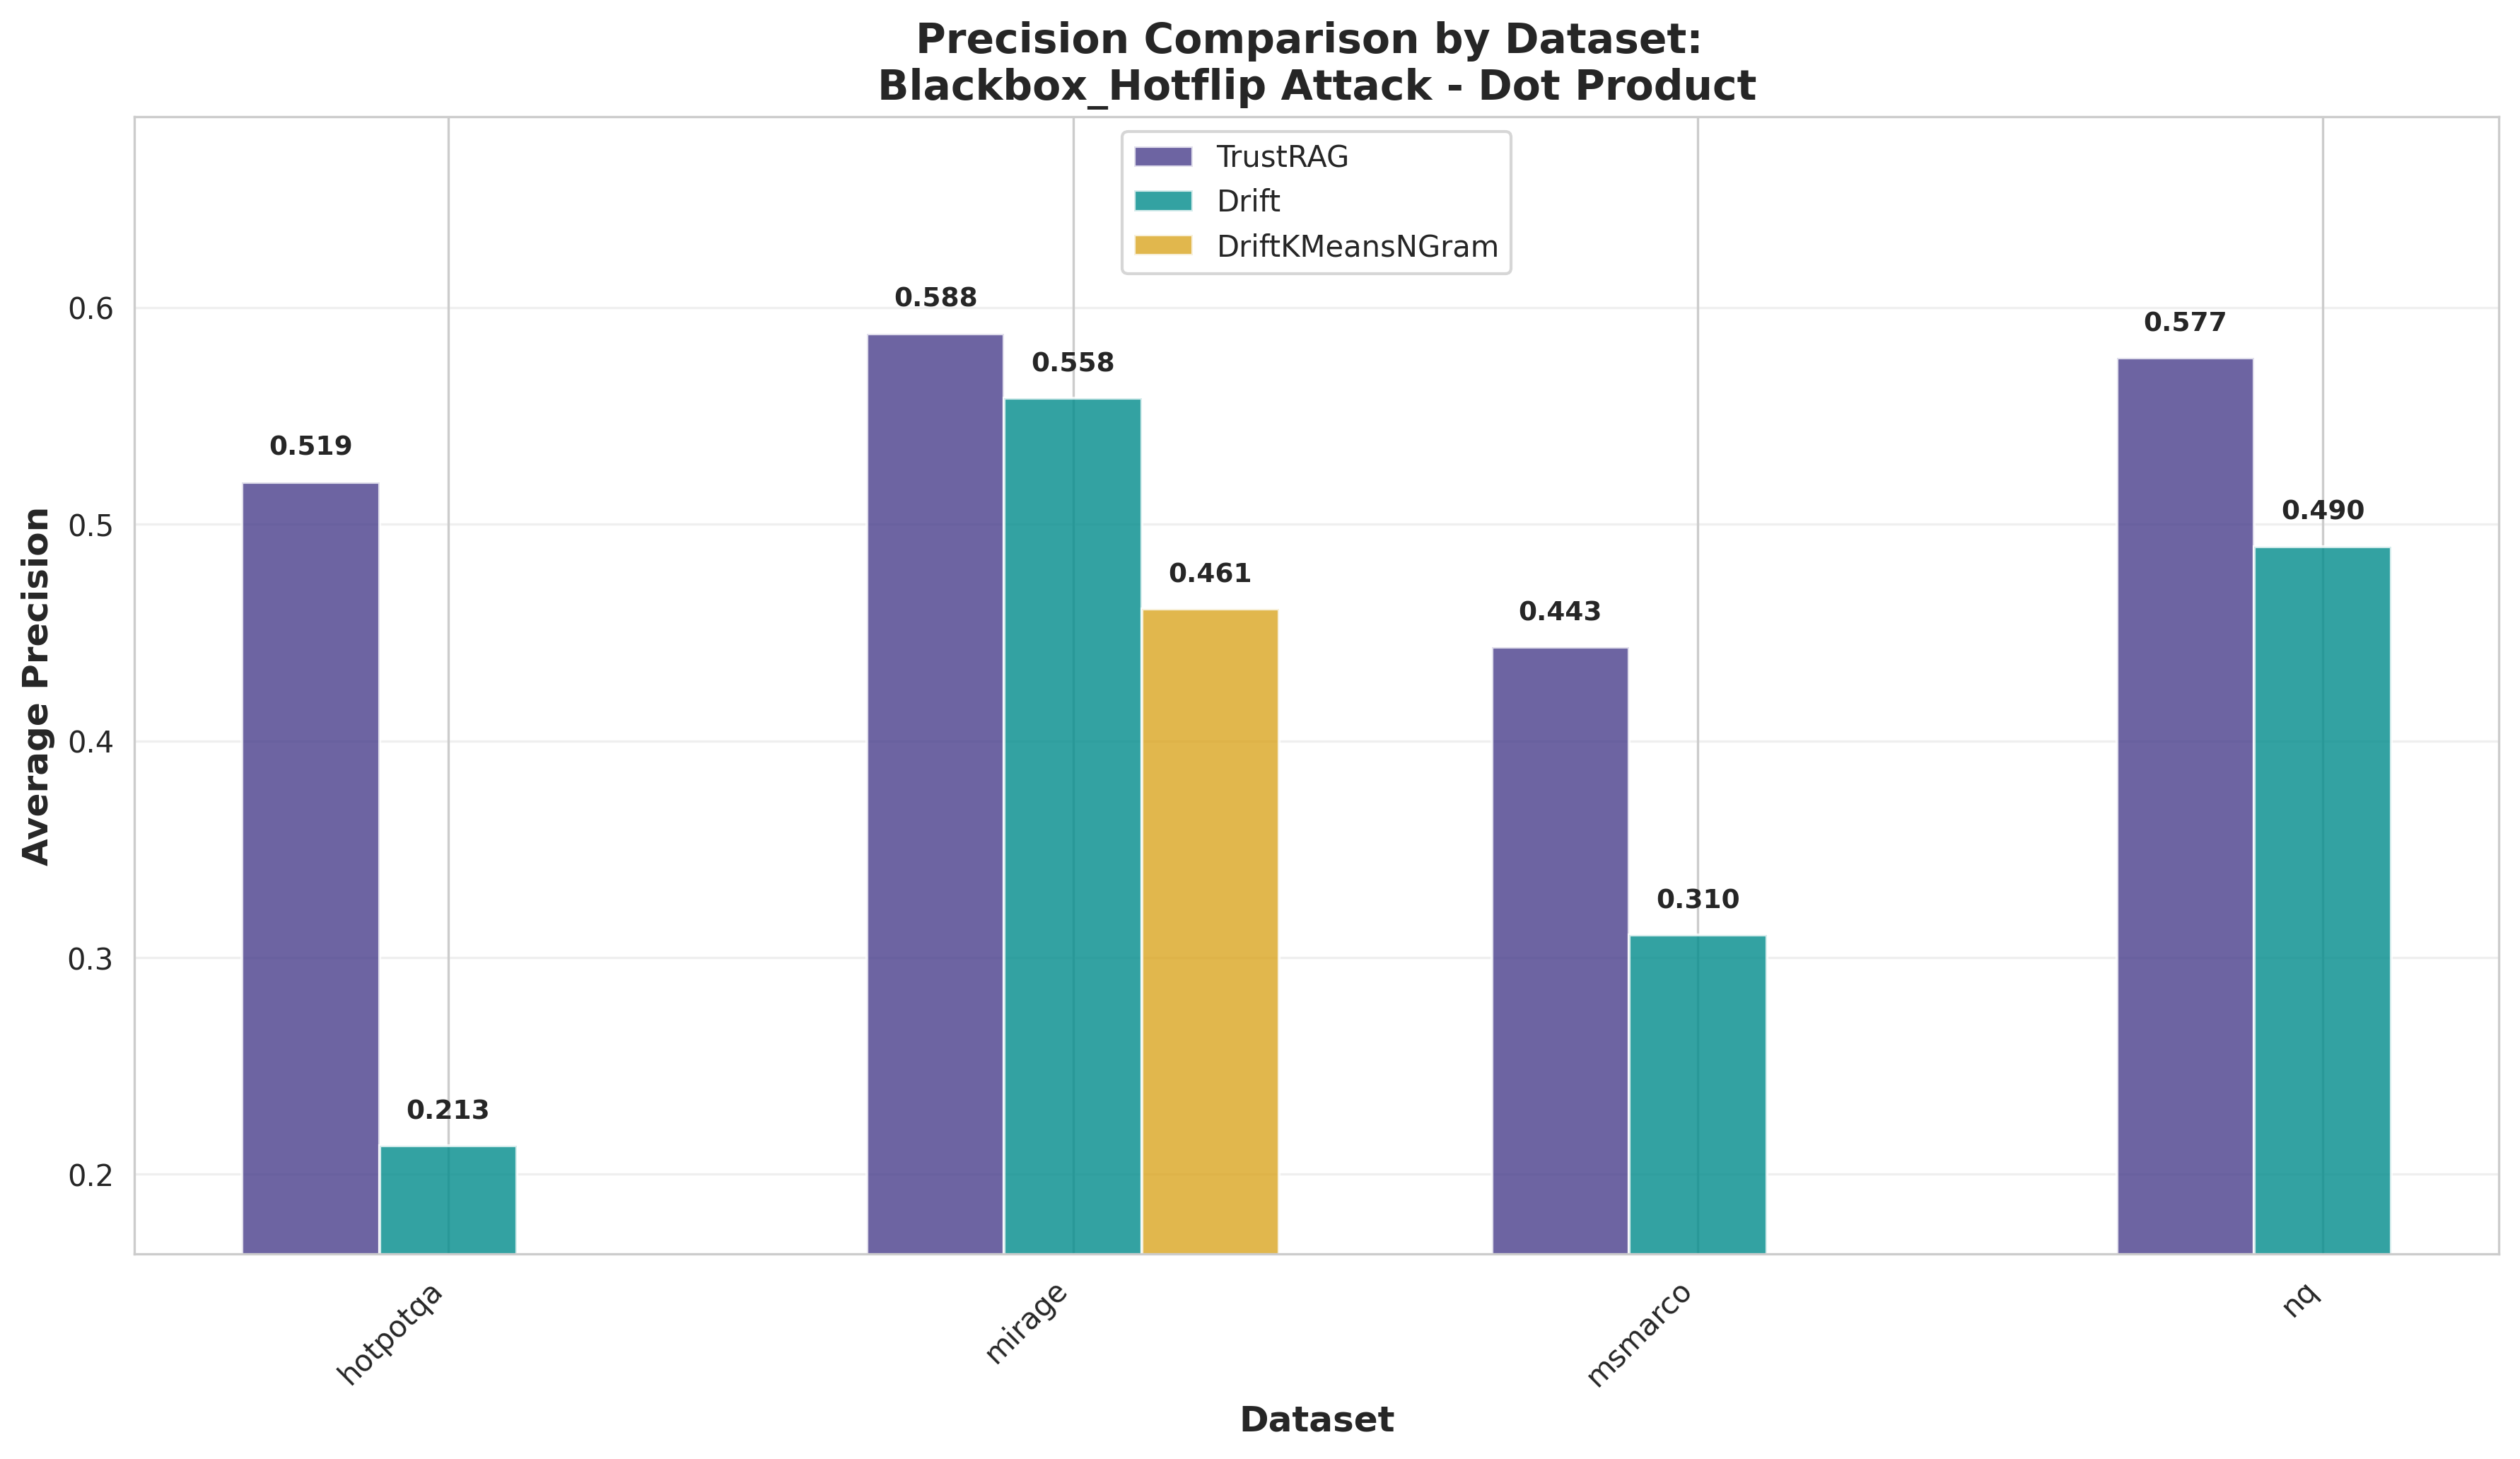 Precision Comparison by Dataset:
Blackbox_Hotflip Attack - Dot Product
TrustRAG
Drift
DriftKMeansNGram
Average Precision
0.6
0.5
0.4
0.3
0.2
0.519
0.213
0.588
0.558
0.461
0.443
0.310
0.577
0.490
hotpotqa
mirage
msmarco
nq
Dataset